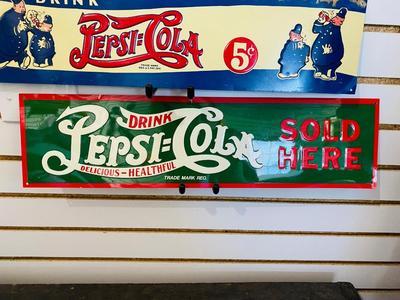 DRINK
PEPSI=COLA
5¢
DRINK
PEPSI=COLA
DELICIOUS-HEALTHFUL
TRADE MARK REG.
SOLD
HERE